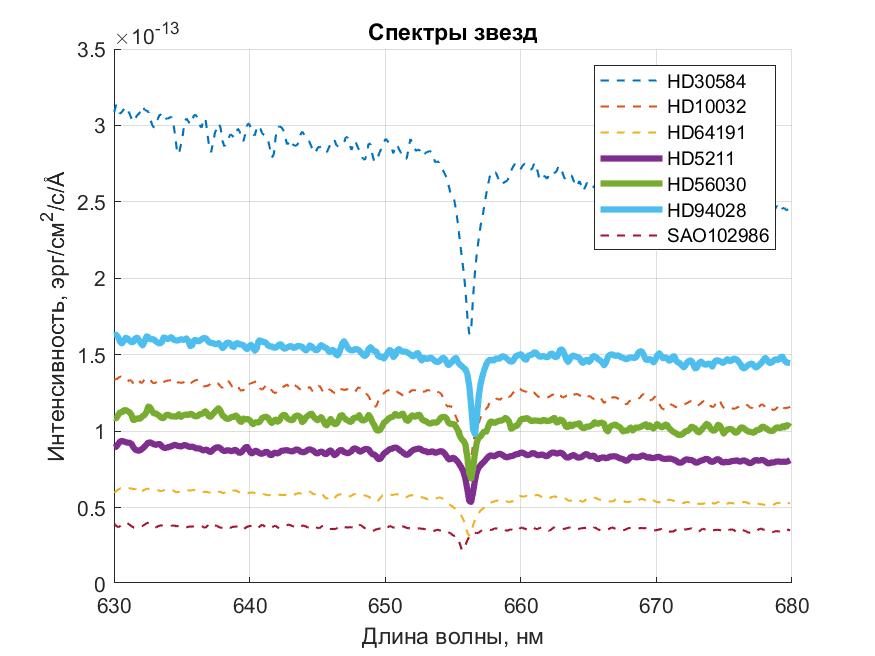 Спектры звезд
×10⁻¹³
3.5
3
2.5
2
1.5
1
0.5
0
Интенсивность, эрг/см²/с/Å
HD30584
HD10032
HD64191
HD5211
HD56030
HD94028
SAO102986
630 640 650 660 670 680
Длина волны, нм